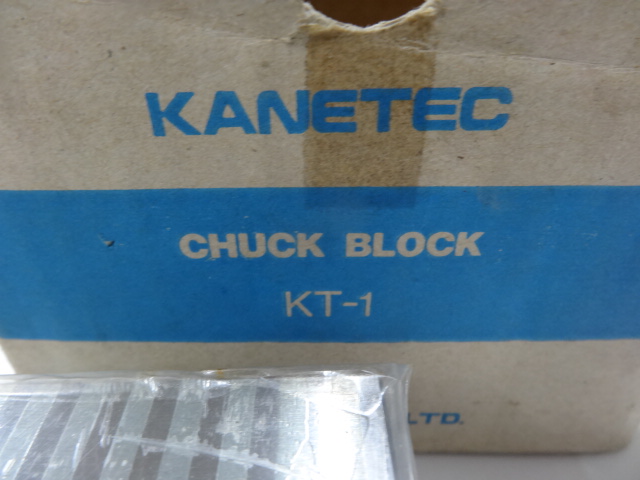 KANETEC
CHUCK BLOCK
KT-1
LTD.